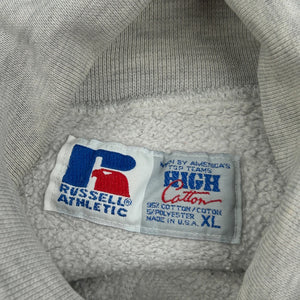 RUSSELL
ATHLETIC
WORN BY AMERICA'S
TOP TEAMS
HIGH
Cotton
95% COTTON/COTON
5/POLYESTER
MADE IN U.S.A. XL